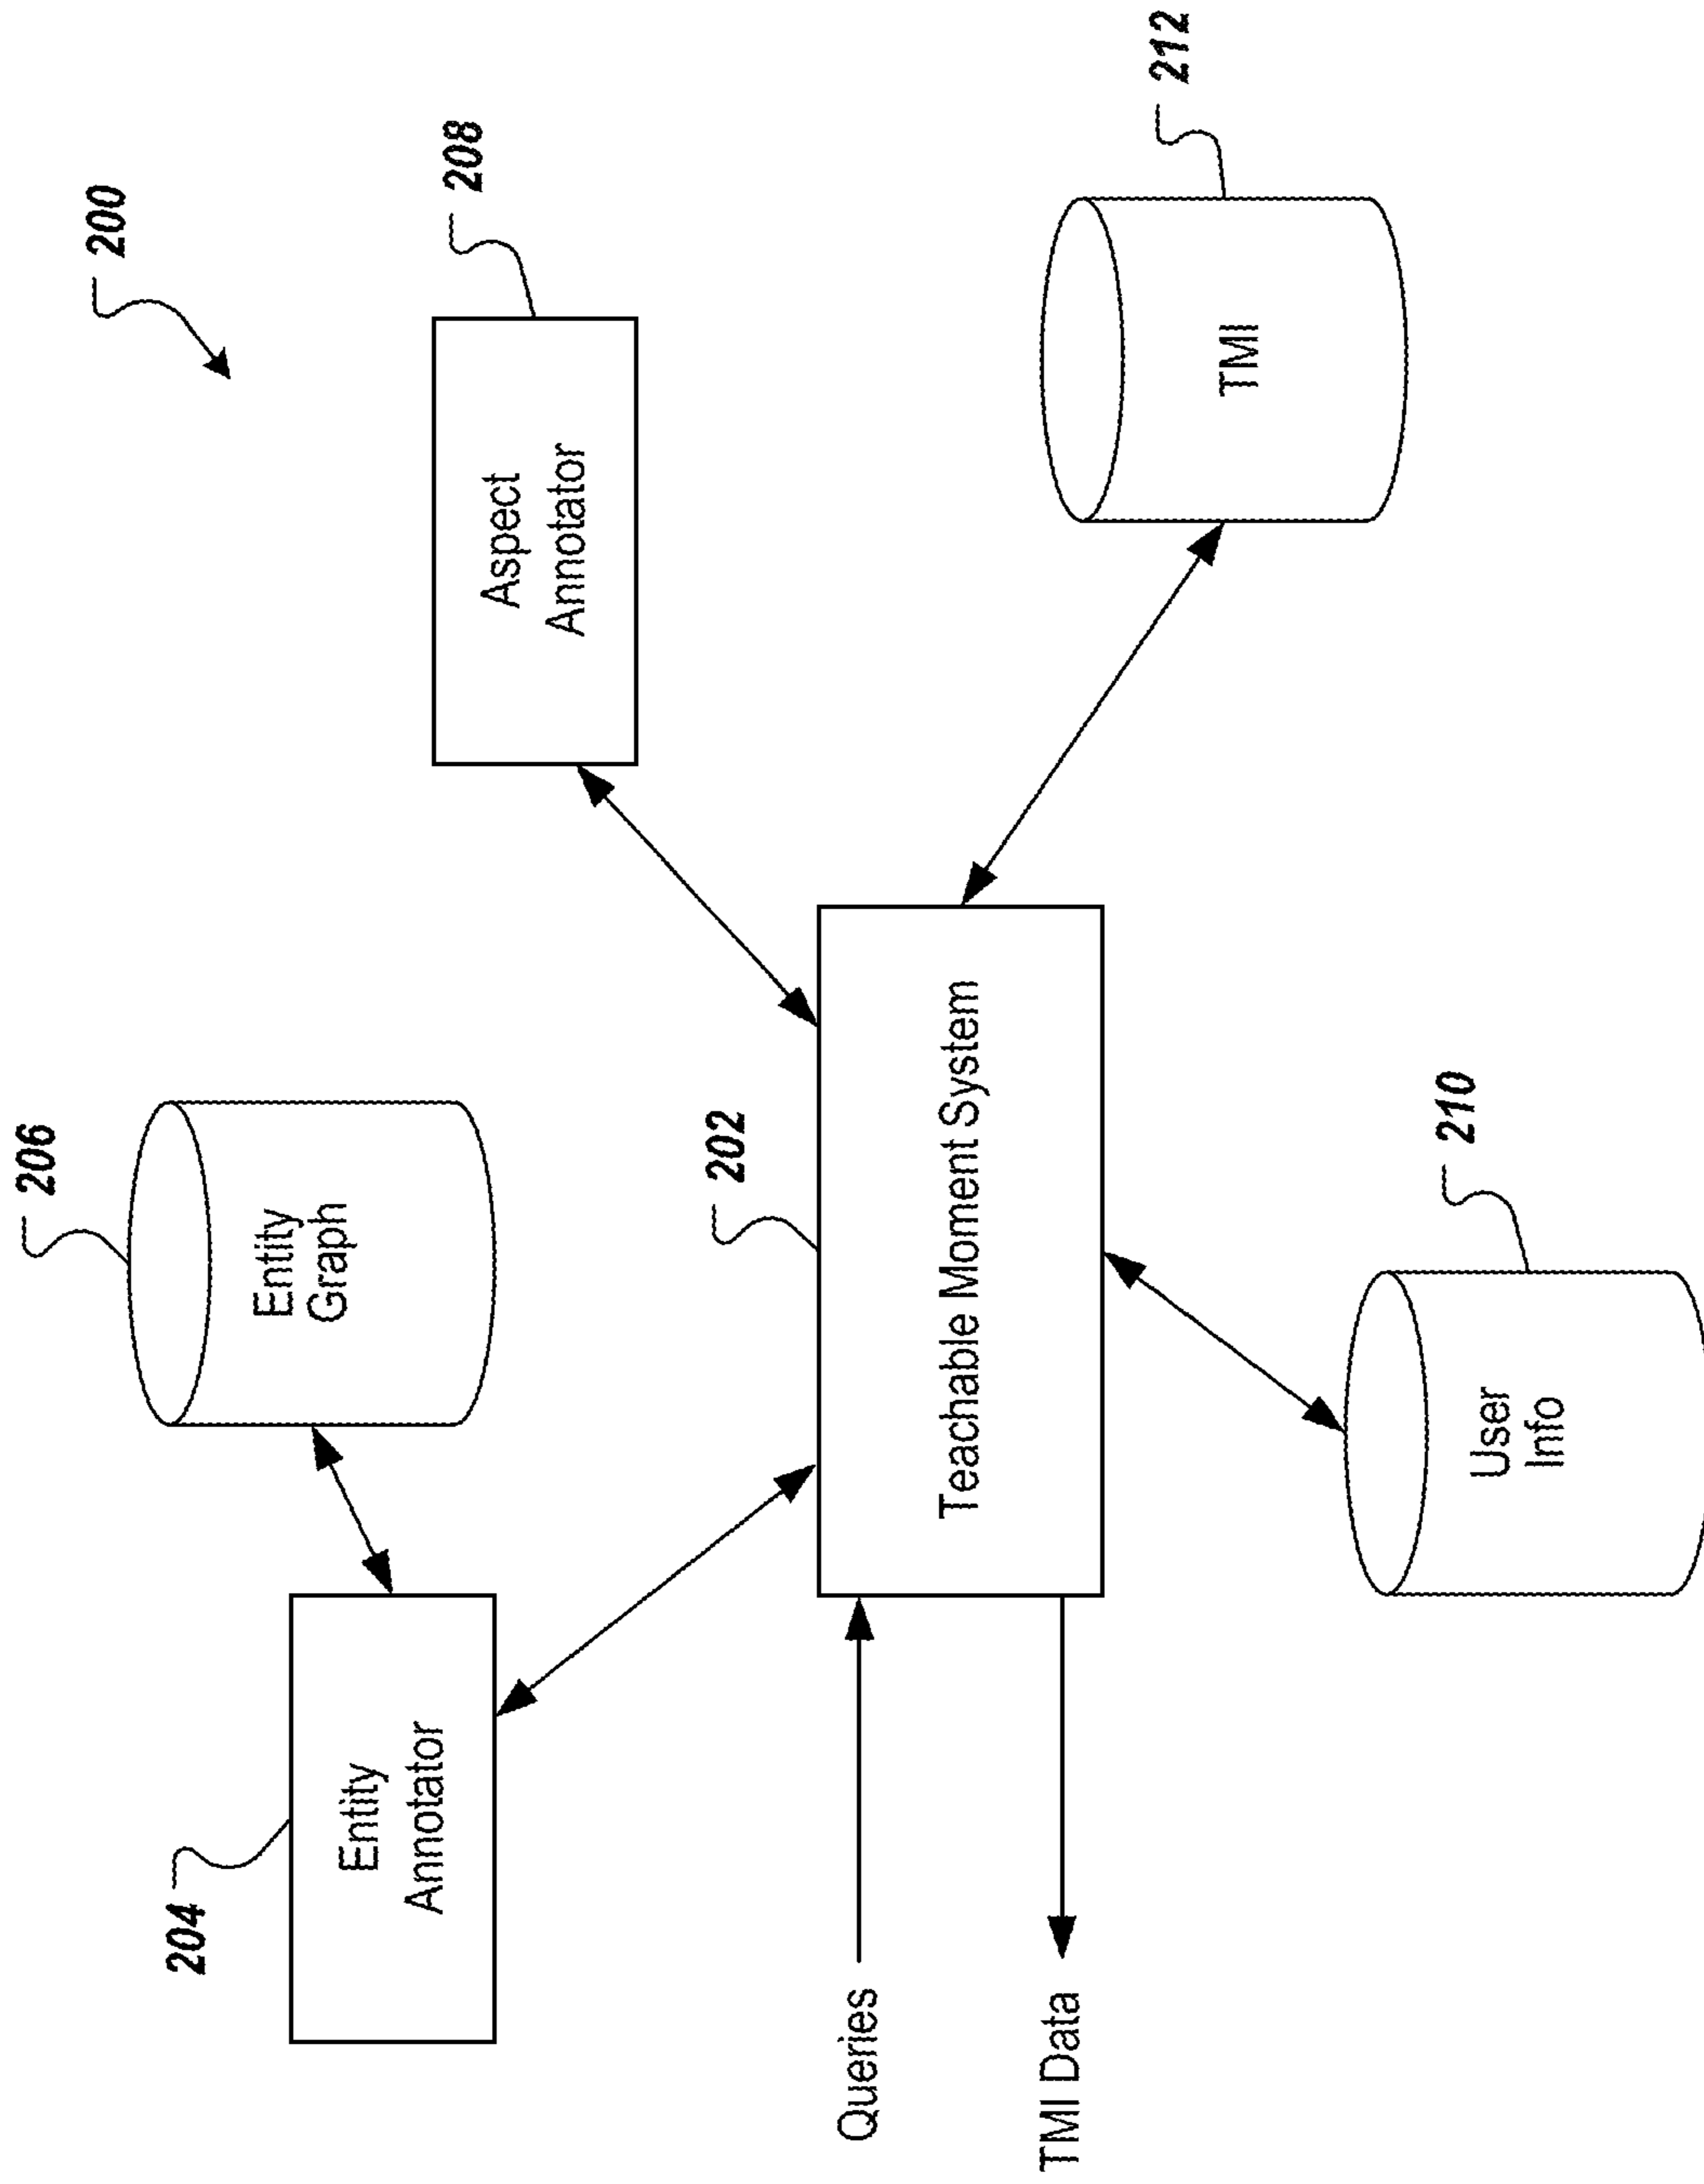 200
206
Entity
Graph
204
Entity
Annotator
208
Aspect
Annotator
202
Teachable Moment System
Queries
TMI Data
212
TMI
210
User
Info